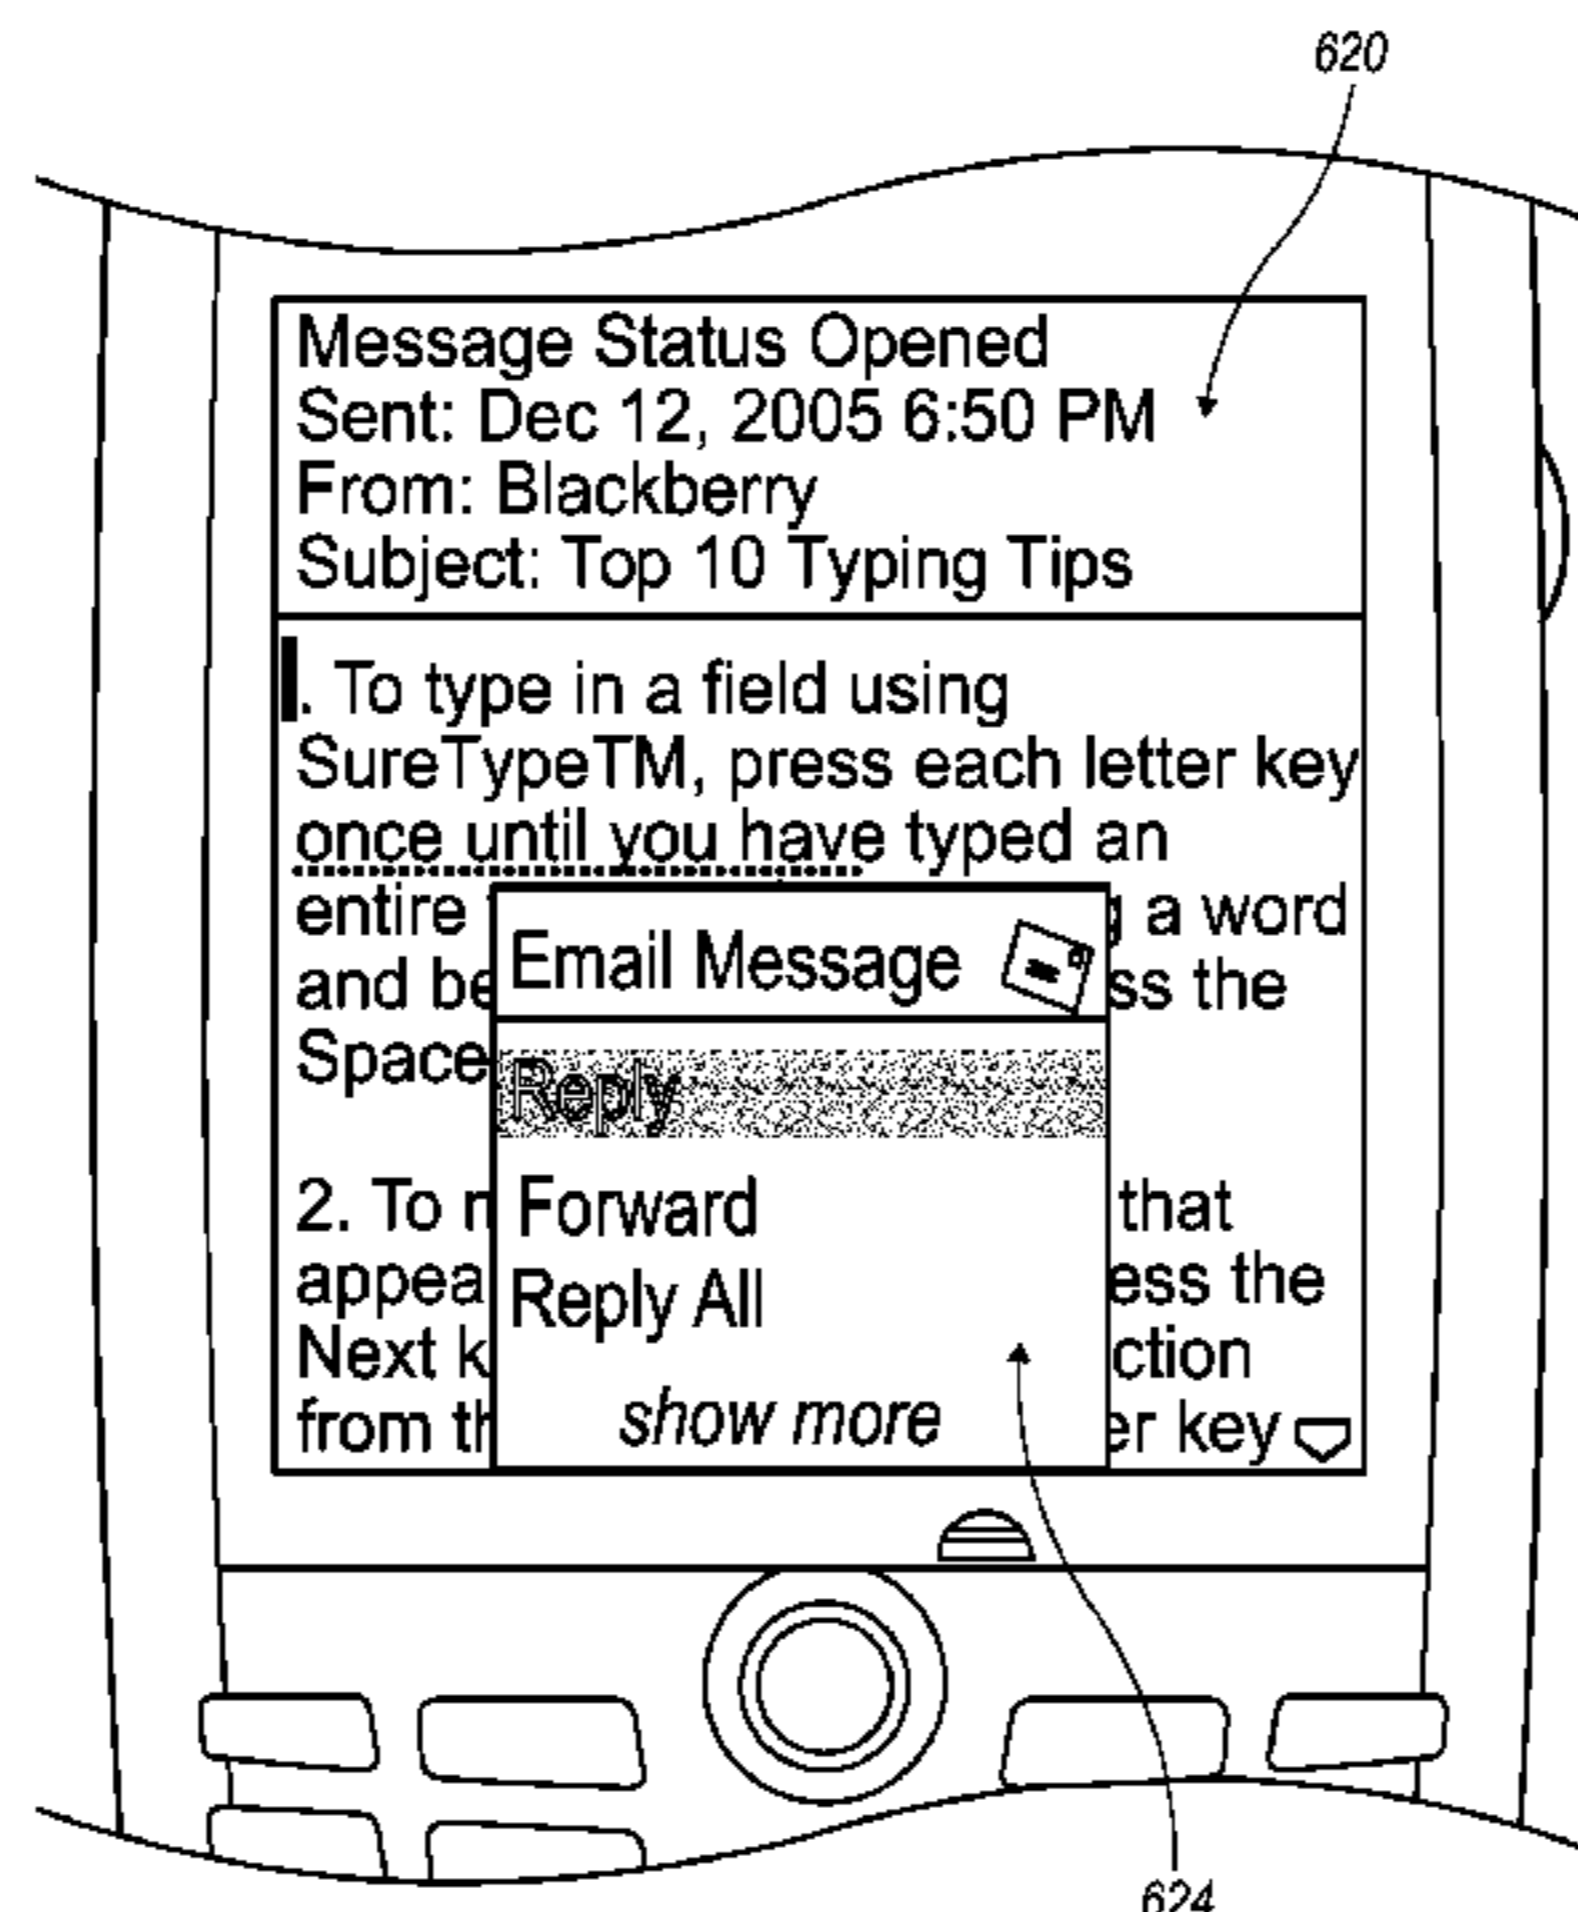 620
Message Status Opened
Sent: Dec 12, 2005 6:50 PM
From: Blackberry
Subject: Top 10 Typing Tips
. To type in a field using
SureTypeTM, press each letter key
once until you have typed an
entire a word
and be ss the
Space
Email Message
Reply
Forward
Reply All
show more
2. To that
appea ess the
Next k ction
from th er key
624